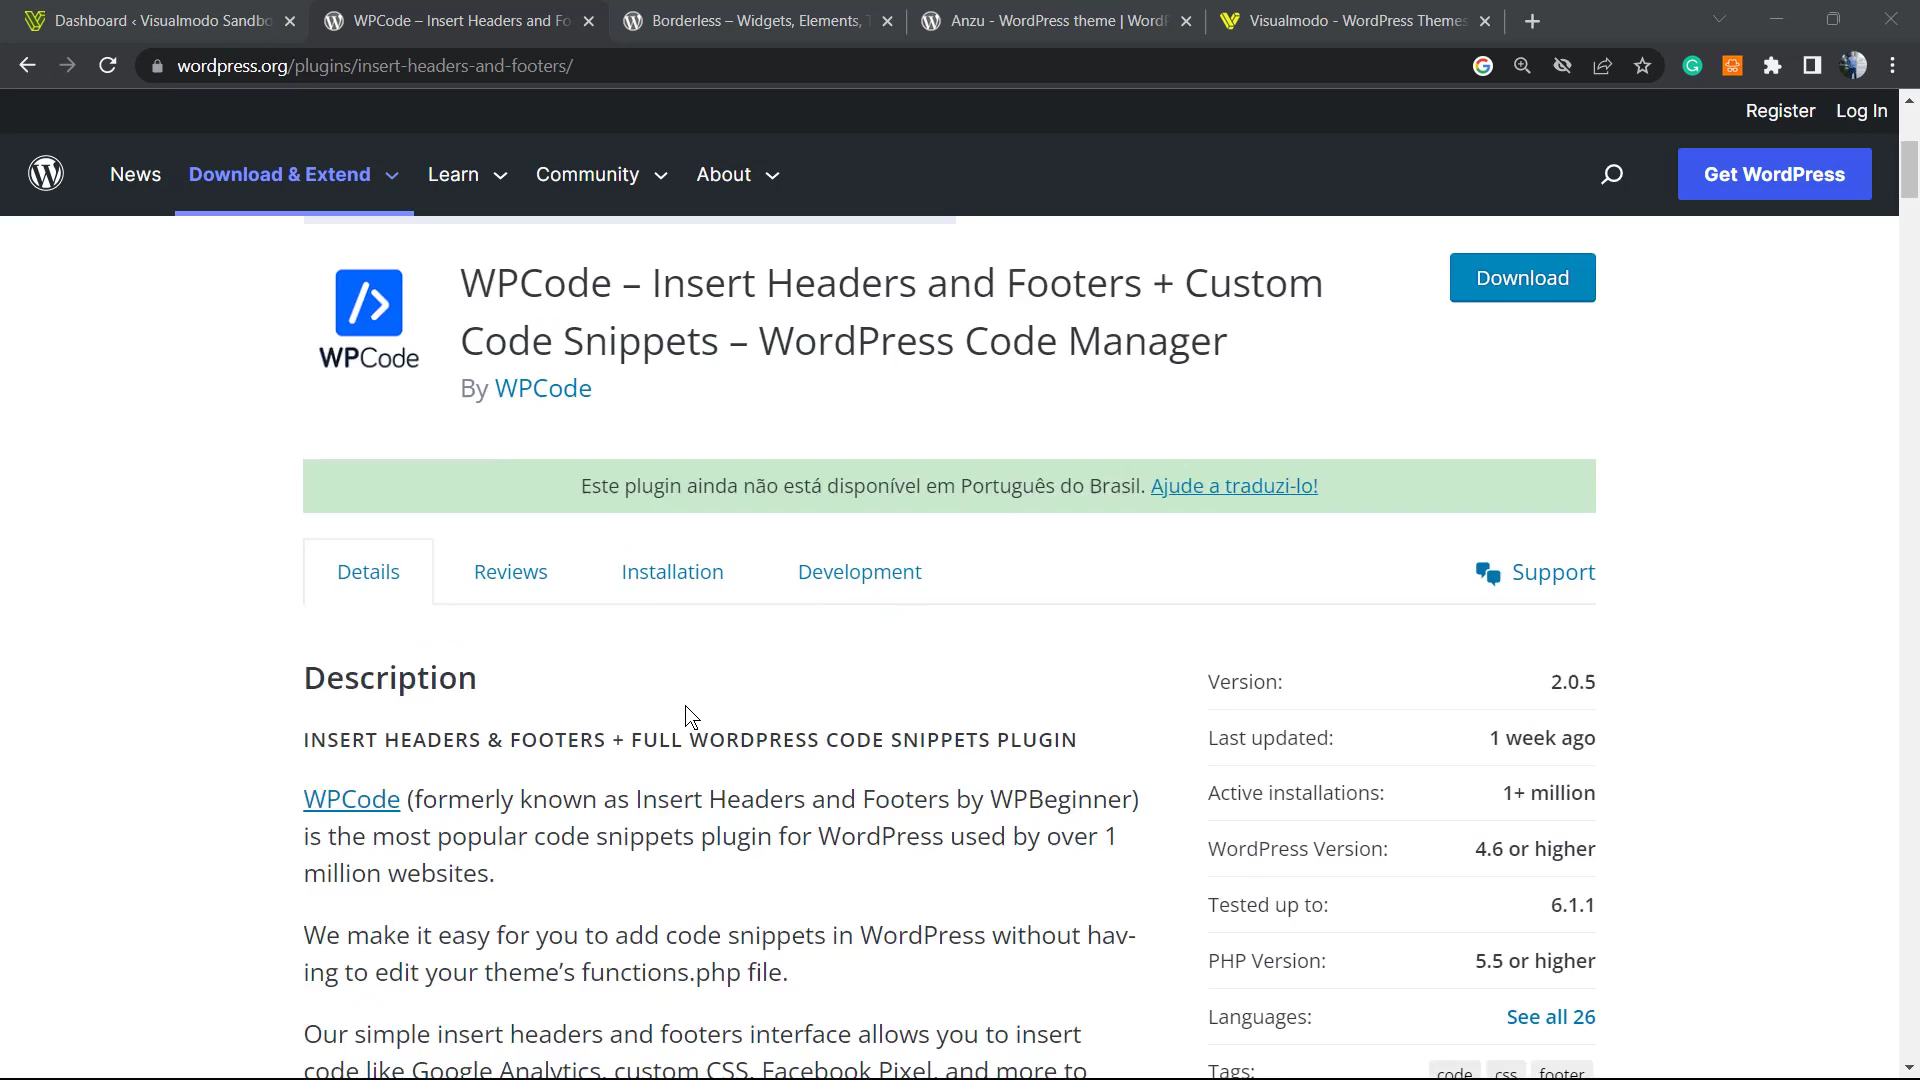 Dashboard ‹ Visualmodo Sandbo
WPCode – Insert Headers and Fo
Borderless – Widgets, Elements, T
Anzu - WordPress theme | WordP
Visualmodo - WordPress Themes
wordpress.org/plugins/insert-headers-and-footers/
Register Log In
News Download & Extend Learn Community About Get WordPress
WPCode – Insert Headers and Footers + Custom
Code Snippets – WordPress Code Manager
By WPCode
Download
WPCode
Este plugin ainda não está disponível em Português do Brasil. Ajude a traduzi-lo!
Details Reviews Installation Development Support
Description
INSERT HEADERS & FOOTERS + FULL WORDPRESS CODE SNIPPETS PLUGIN
WPCode (formerly known as Insert Headers and Footers by WPBeginner)
is the most popular code snippets plugin for WordPress used by over 1
million websites.
We make it easy for you to add code snippets in WordPress without hav-
ing to edit your theme’s functions.php file.
Our simple insert headers and footers interface allows you to insert
code like Google Analytics, custom CSS, Facebook Pixel, and more to
Version: 2.0.5
Last updated: 1 week ago
Active installations: 1+ million
WordPress Version: 4.6 or higher
Tested up to: 6.1.1
PHP Version: 5.5 or higher
Languages: See all 26
Tags: code css footer